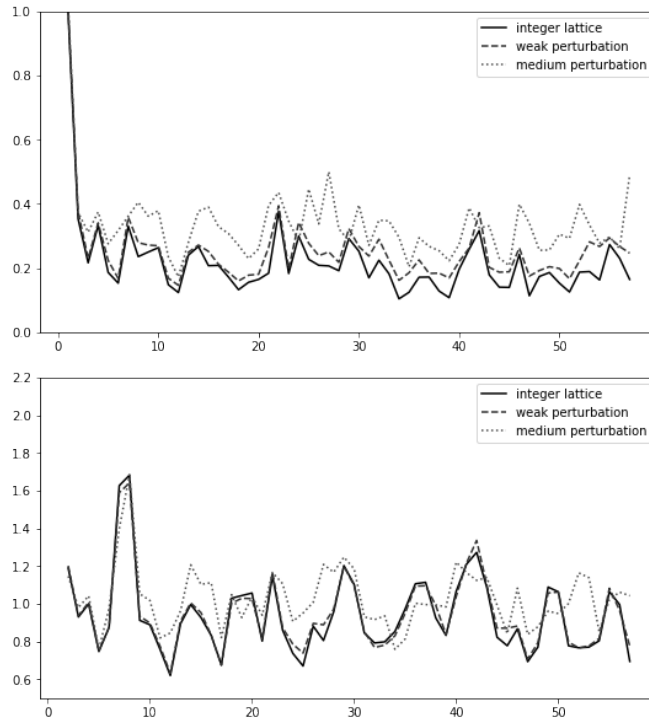 1.0
integer lattice
weak perturbation
medium perturbation
0.8
0.6
0.4
0.2
0.0
0 10 20 30 40 50
2.2
integer lattice
weak perturbation
medium perturbation
2.0
1.8
1.6
1.4
1.2
1.0
0.8
0.6
0 10 20 30 40 50